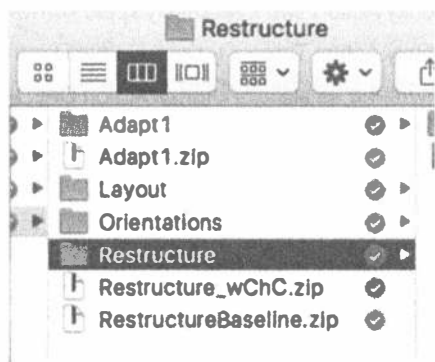 Restructure
Adapt1
Adapt1.zip
Layout
Orientations
Restructure
Restructure_wChC.zip
RestructureBaseline.zip